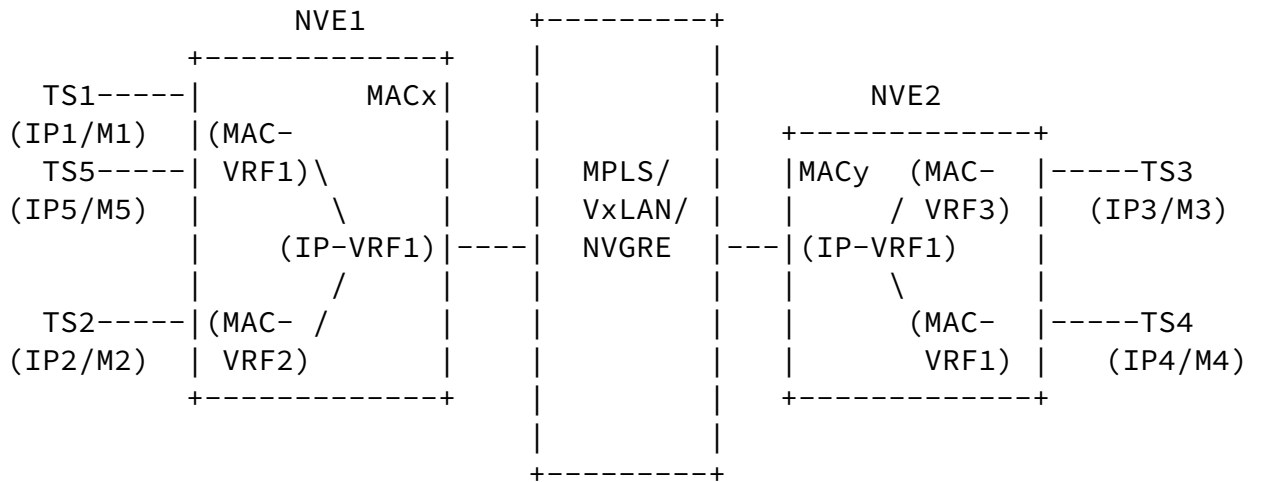 NVE1
TS1 MACx NVE2
(IP1/M1) (MAC-
TS5 VRF1) MPLS/ MACy (MAC- TS3
(IP5/M5) VxLAN/ VRF3) (IP3/M3)
(IP-VRF1) NVGRE (IP-VRF1)
TS2 (MAC- (MAC- TS4
(IP2/M2) VRF2) VRF1) (IP4/M4)